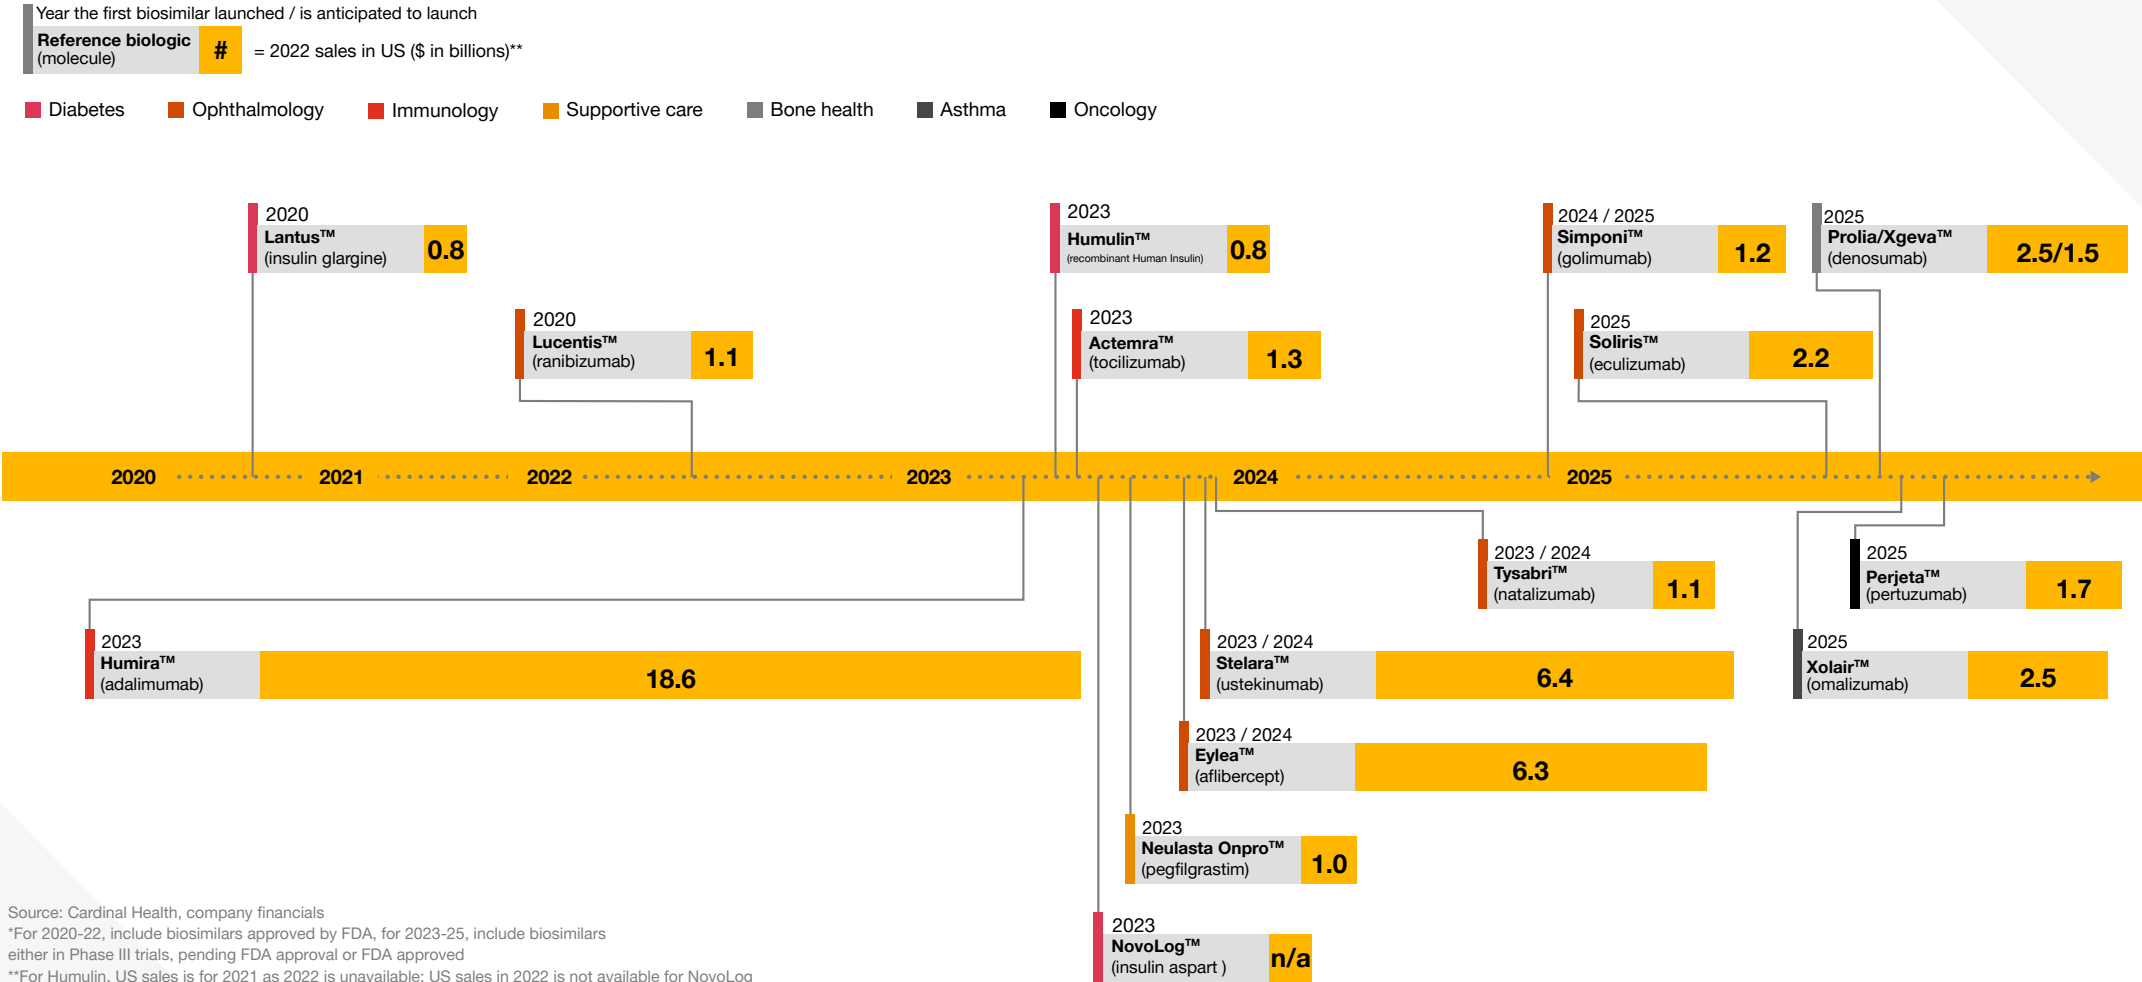 Year the first biosimilar launched / is anticipated to launch
Reference biologic
(molecule)
#
= 2022 sales in US ($ in billions)**
Diabetes
Ophthalmology
Immunology
Supportive care
Bone health
Asthma
Oncology
2020
Lantus™
(insulin glargine)
0.8
2023
Humulin™
(recombinant Human Insulin)
0.8
2024 / 2025
Simponi™
(golimumab)
1.2
2025
Prolia/Xgeva™
(denosumab)
2.5/1.5
2020
Lucentis™
(ranibizumab)
1.1
2023
Actemra™
(tocilizumab)
1.3
2025
Soliris™
(eculizumab)
2.2
2020
2021
2022
2023
2024
2025
2023 / 2024
Tysabri™
(natalizumab)
1.1
2025
Perjeta™
(pertuzumab)
1.7
2023
Humira™
(adalimumab)
18.6
2023 / 2024
Stelara™
(ustekinumab)
6.4
2025
Xolair™
(omalizumab)
2.5
2023 / 2024
Eylea™
(aflibercept)
6.3
2023
Neulasta Onpro™
(pegfilgrastim)
1.0
2023
NovoLog™
(insulin aspart )
n/a
Source: Cardinal Health, company financials
*For 2020-22, include biosimilars approved by FDA, for 2023-25, include biosimilars
either in Phase III trials, pending FDA approval or FDA approved
**For Humulin, US sales is for 2021 as 2022 is unavailable; US sales in 2022 is not available for NovoLog